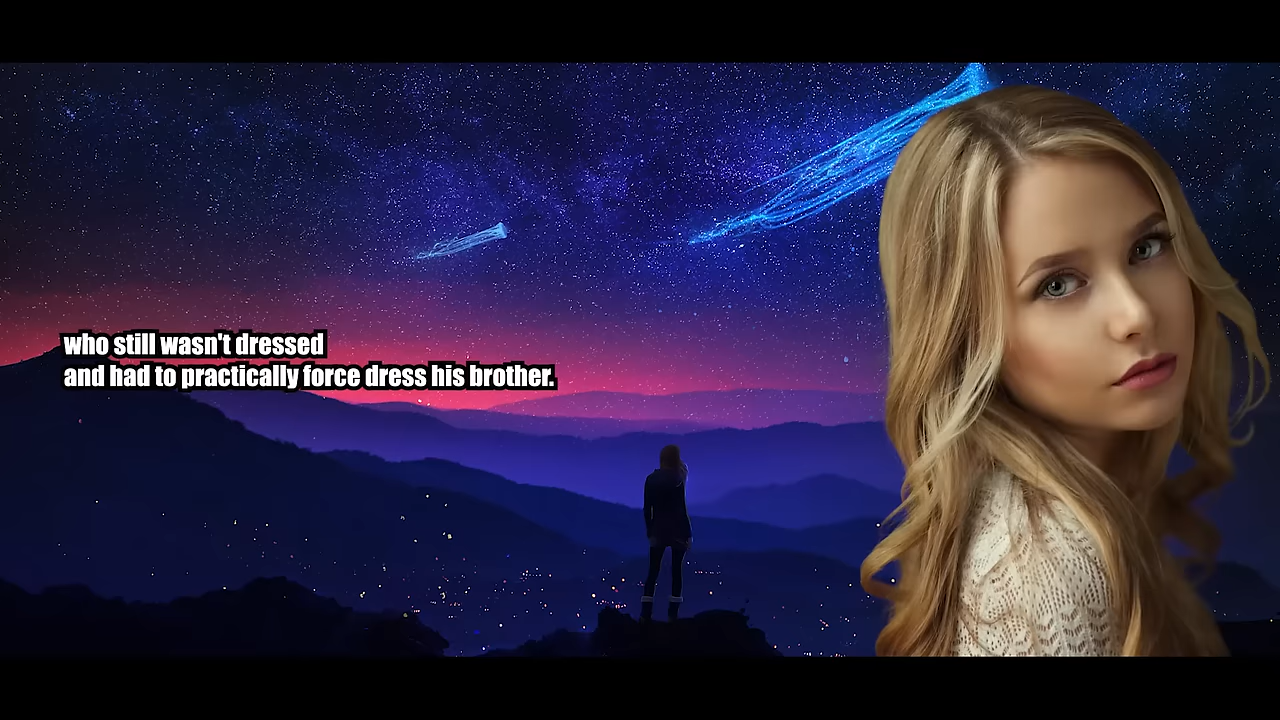 who still wasn't dressed
and had to practically force dress his brother.